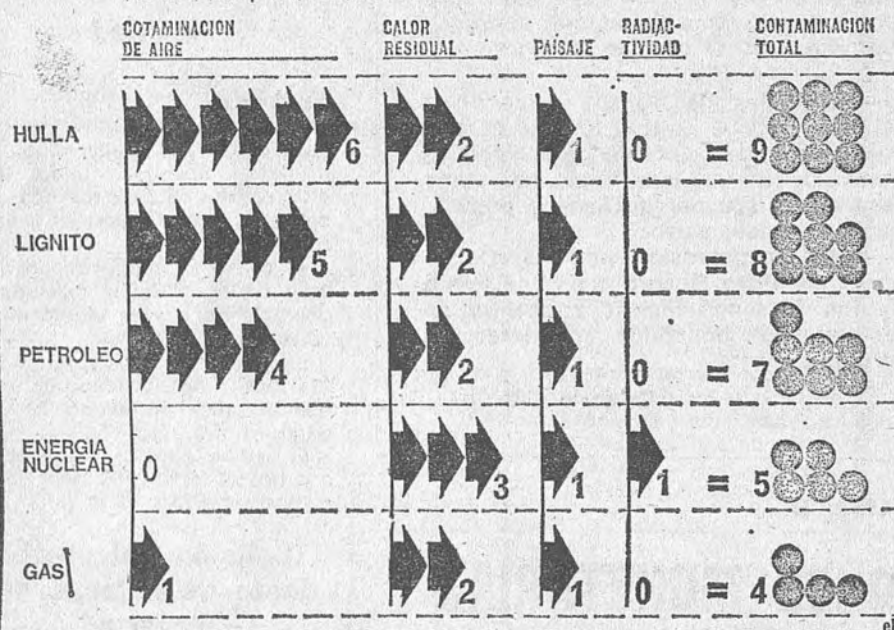 COTAMINACION DE AIRE
CALOR RESIDUAL
PAISAJE
RADIAC-TIVIDAD
CONTAMINACION TOTAL
HULLA 6 2 1 0 = 9
LIGNITO 5 2 1 0 = 8
PETROLEO 4 2 1 0 = 7
ENERGIA NUCLEAR 0 3 1 1 = 5
GAS 1 2 1 0 = 4